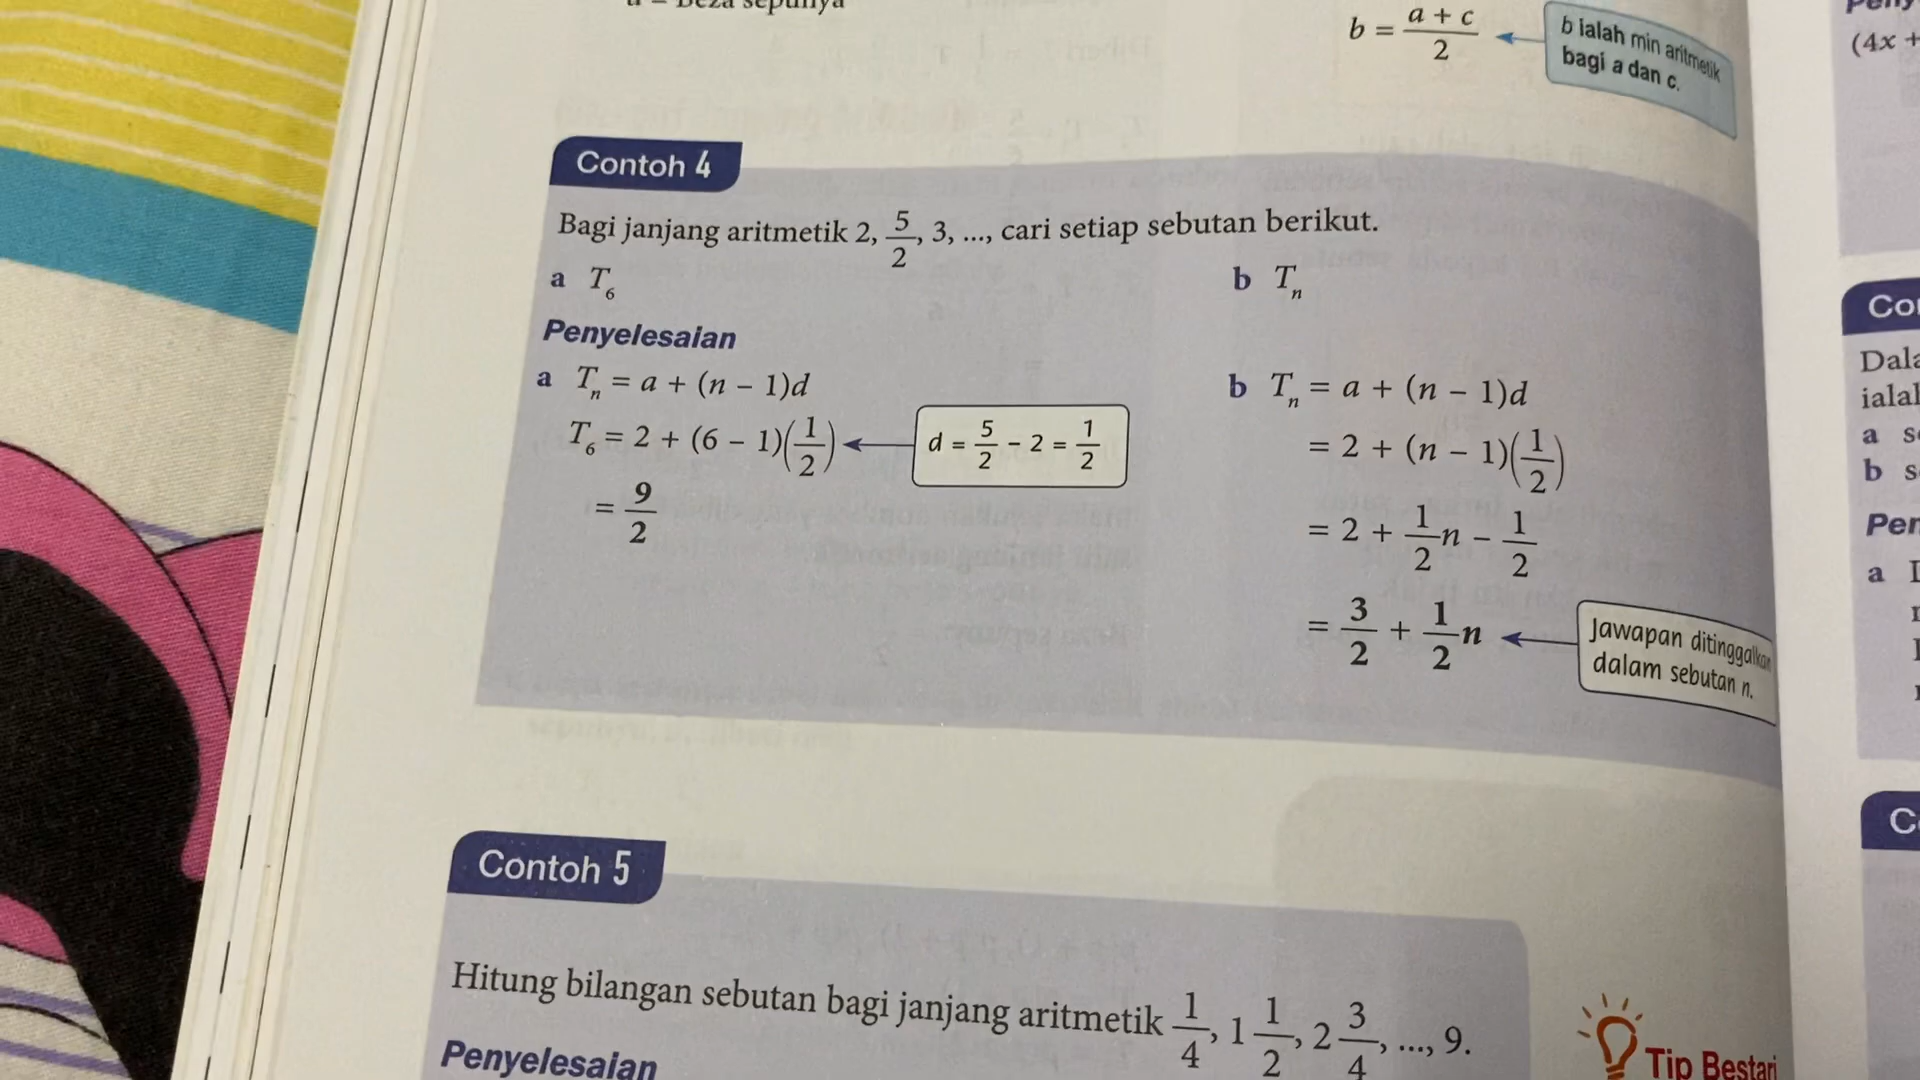 b = a + c / 2
b ialah min aritmetik
bagi a dan c.
(4x +
Contoh 4
Bagi janjang aritmetik 2, 5/2, 3, ..., cari setiap sebutan berikut.
a T₆
b Tₙ
Penyelesaian
a Tₙ = a + (n – 1)d
T₆ = 2 + (6 – 1)(1/2)
d = 5/2 – 2 = 1/2
= 9/2
b Tₙ = a + (n – 1)d
= 2 + (n – 1)(1/2)
= 2 + 1/2 n – 1/2
= 3/2 + 1/2 n
Jawapan ditinggalkan
dalam sebutan n.
Contoh 5
Hitung bilangan sebutan bagi janjang aritmetik 1/4, 1 1/2, 2 3/4, ..., 9.
Penyelesaian
Tip Bestari
a
b
a